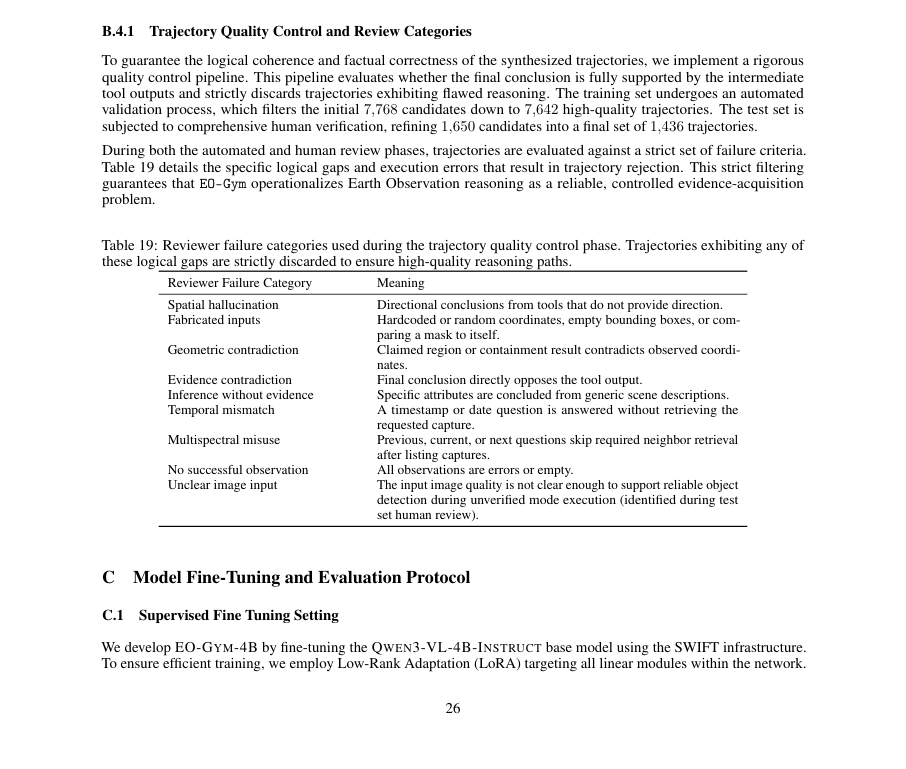 B.4.1 Trajectory Quality Control and Review Categories
To guarantee the logical coherence and factual correctness of the synthesized trajectories, we implement a rigorous
quality control pipeline. This pipeline evaluates whether the final conclusion is fully supported by the intermediate
tool outputs and strictly discards trajectories exhibiting flawed reasoning. The training set undergoes an automated
validation process, which filters the initial 7,768 candidates down to 7,642 high-quality trajectories. The test set is
subjected to comprehensive human verification, refining 1,650 candidates into a final set of 1,436 trajectories.
During both the automated and human review phases, trajectories are evaluated against a strict set of failure criteria.
Table 19 details the specific logical gaps and execution errors that result in trajectory rejection. This strict filtering
guarantees that EO-Gym operationalizes Earth Observation reasoning as a reliable, controlled evidence-acquisition
problem.
Table 19: Reviewer failure categories used during the trajectory quality control phase. Trajectories exhibiting any of
these logical gaps are strictly discarded to ensure high-quality reasoning paths.
Reviewer Failure Category Meaning
Spatial hallucination Directional conclusions from tools that do not provide direction.
Fabricated inputs Hardcoded or random coordinates, empty bounding boxes, or com-
paring a mask to itself.
Geometric contradiction Claimed region or containment result contradicts observed coordi-
nates.
Evidence contradiction Final conclusion directly opposes the tool output.
Inference without evidence Specific attributes are concluded from generic scene descriptions.
Temporal mismatch A timestamp or date question is answered without retrieving the
requested capture.
Multispectral misuse Previous, current, or next questions skip required neighbor retrieval
after listing captures.
No successful observation All observations are errors or empty.
Unclear image input The input image quality is not clear enough to support reliable object
detection during unverified mode execution (identified during test
set human review).
C Model Fine-Tuning and Evaluation Protocol
C.1 Supervised Fine Tuning Setting
We develop EO-GYM-4B by fine-tuning the QWEN3-VL-4B-INSTRUCT base model using the SWIFT infrastructure.
To ensure efficient training, we employ Low-Rank Adaptation (LoRA) targeting all linear modules within the network.
26